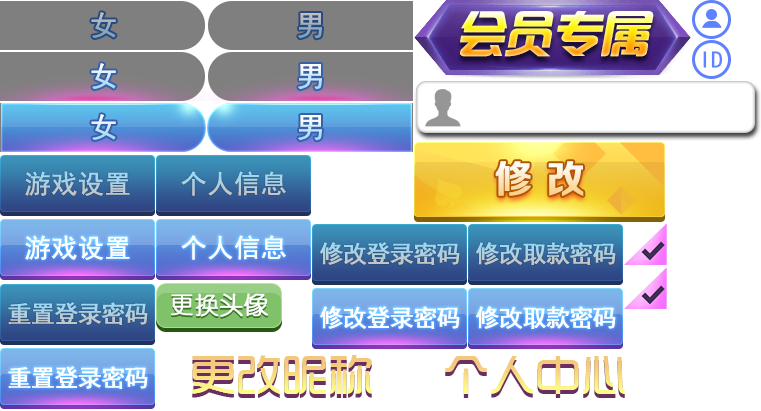 女 男
会员专属
ID
女 男
女 男
修改
游戏设置 个人信息
游戏设置 个人信息
修改登录密码 修改取款密码
重置登录密码
更换头像
修改登录密码 修改取款密码
重置登录密码
更改昵称
个人中心